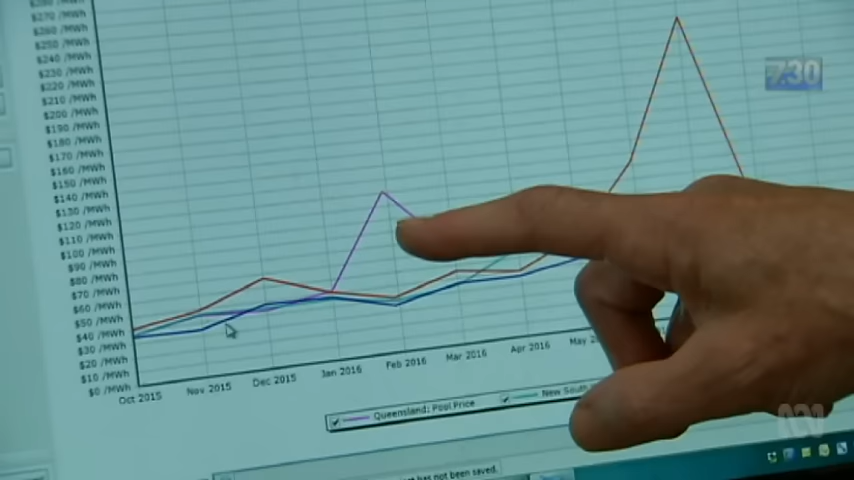 $270 /MWh
$260 /MWh
$250 /MWh
$240 /MWh
$230 /MWh
$220 /MWh
$210 /MWh
$200 /MWh
$190 /MWh
$180 /MWh
$170 /MWh
$160 /MWh
$150 /MWh
$140 /MWh
$130 /MWh
$120 /MWh
$110 /MWh
$100 /MWh
$90 /MWh
$80 /MWh
$70 /MWh
$60 /MWh
$50 /MWh
$40 /MWh
$30 /MWh
$20 /MWh
$10 /MWh
$0 /MWh
Oct 2015 Nov 2015 Dec 2015 Jan 2016 Feb 2016 Mar 2016 Apr 2016 May
Queensland: Pool Price New South
has not been saved.
7.30
ABC